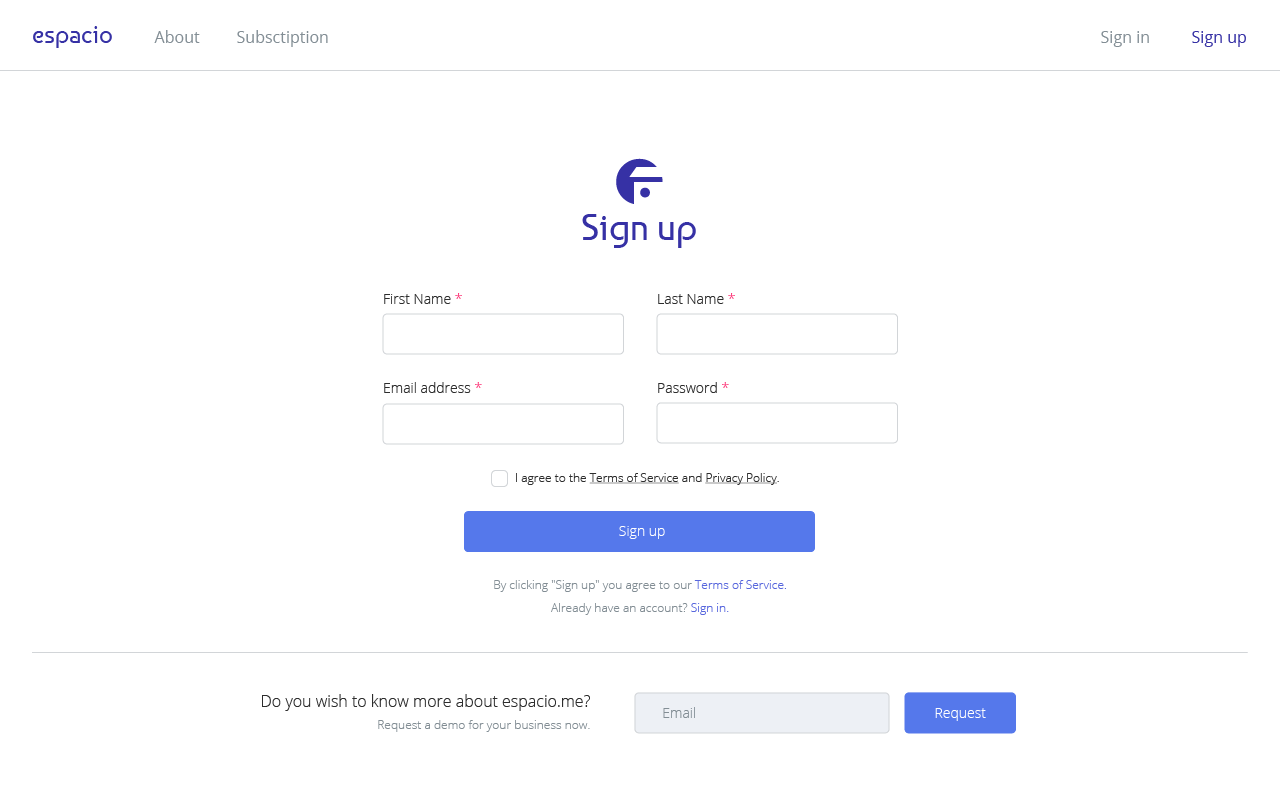 espacio About Subsctiption Sign in Sign up
Sign up
First Name * Last Name *
Email address * Password *
I agree to the Terms of Service and Privacy Policy.
Sign up
By clicking "Sign up" you agree to our Terms of Service.
Already have an account? Sign in.
Do you wish to know more about espacio.me?
Request a demo for your business now.
Email Request